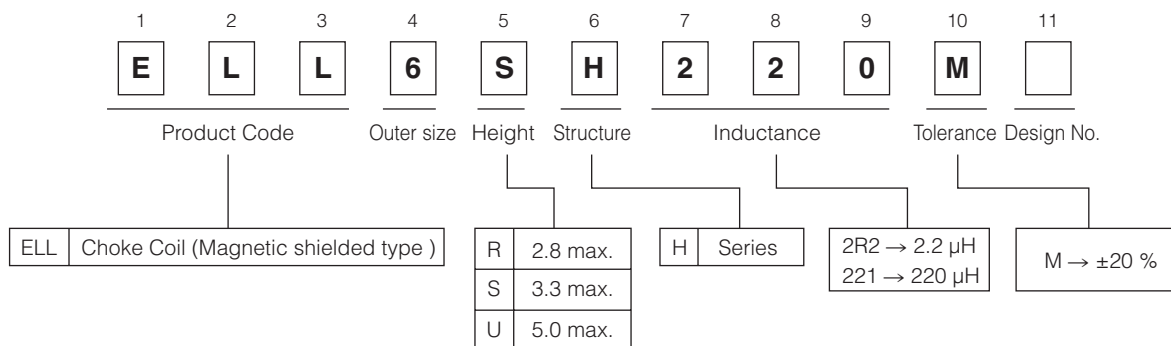 1 2 3 4 5 6 7 8 9 10 11
E L L 6 S H 2 2 0 M
Product Code Outer size Height Structure Inductance Tolerance Design No.
ELL Choke Coil (Magnetic shielded type )
R 2.8 max.
S 3.3 max.
U 5.0 max.
H Series
2R2 → 2.2 µH
221 → 220 µH
M → ±20 %